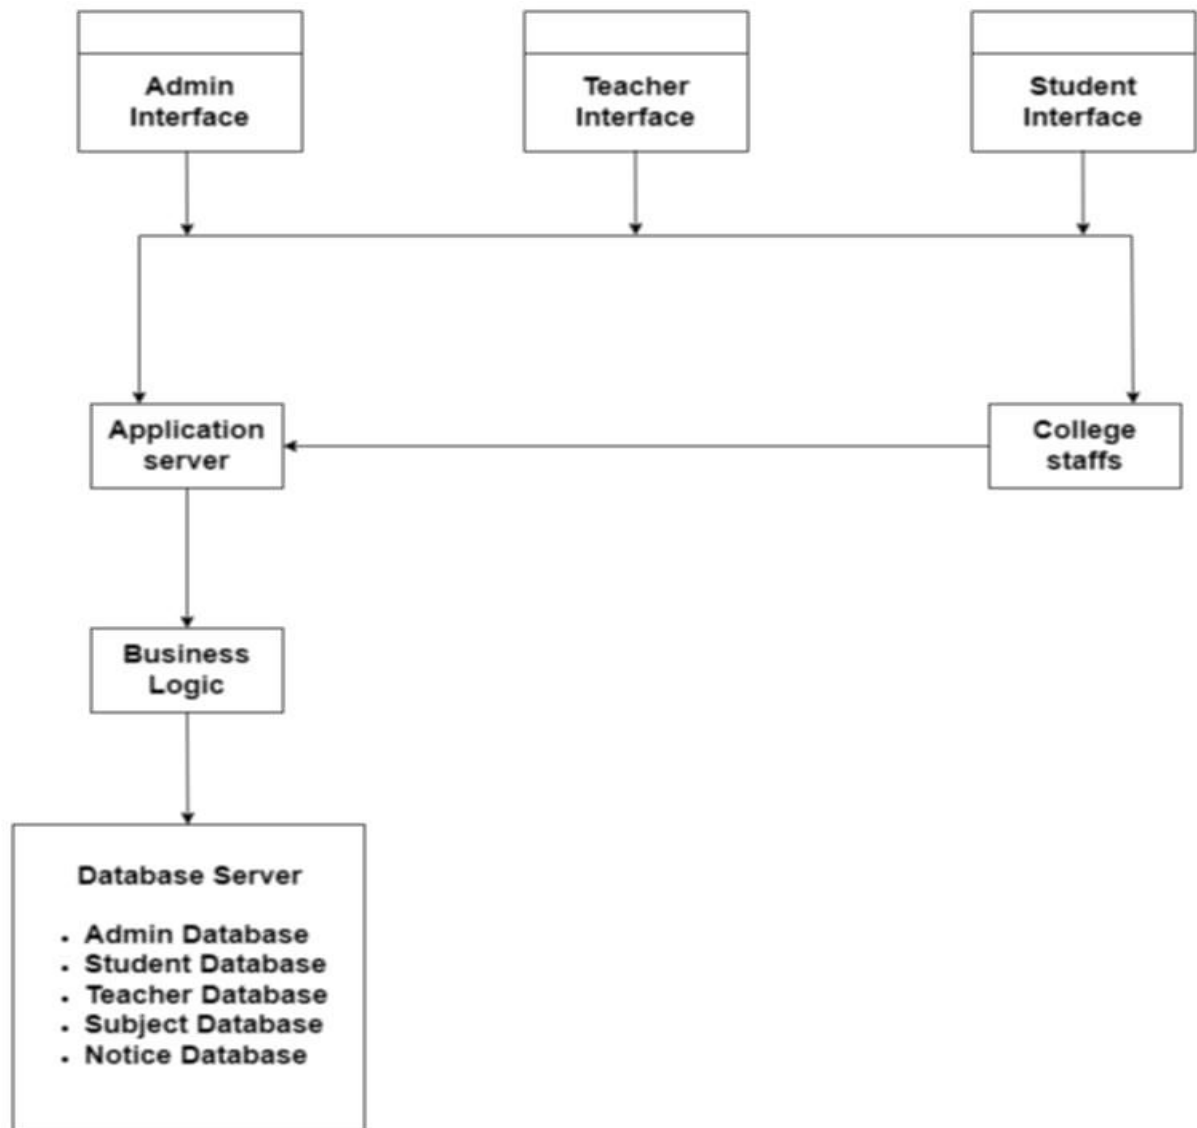 Admin
Interface
Teacher
Interface
Student
Interface
Application
server
College
staffs
Business
Logic
Database Server
• Admin Database
• Student Database
• Teacher Database
• Subject Database
• Notice Database